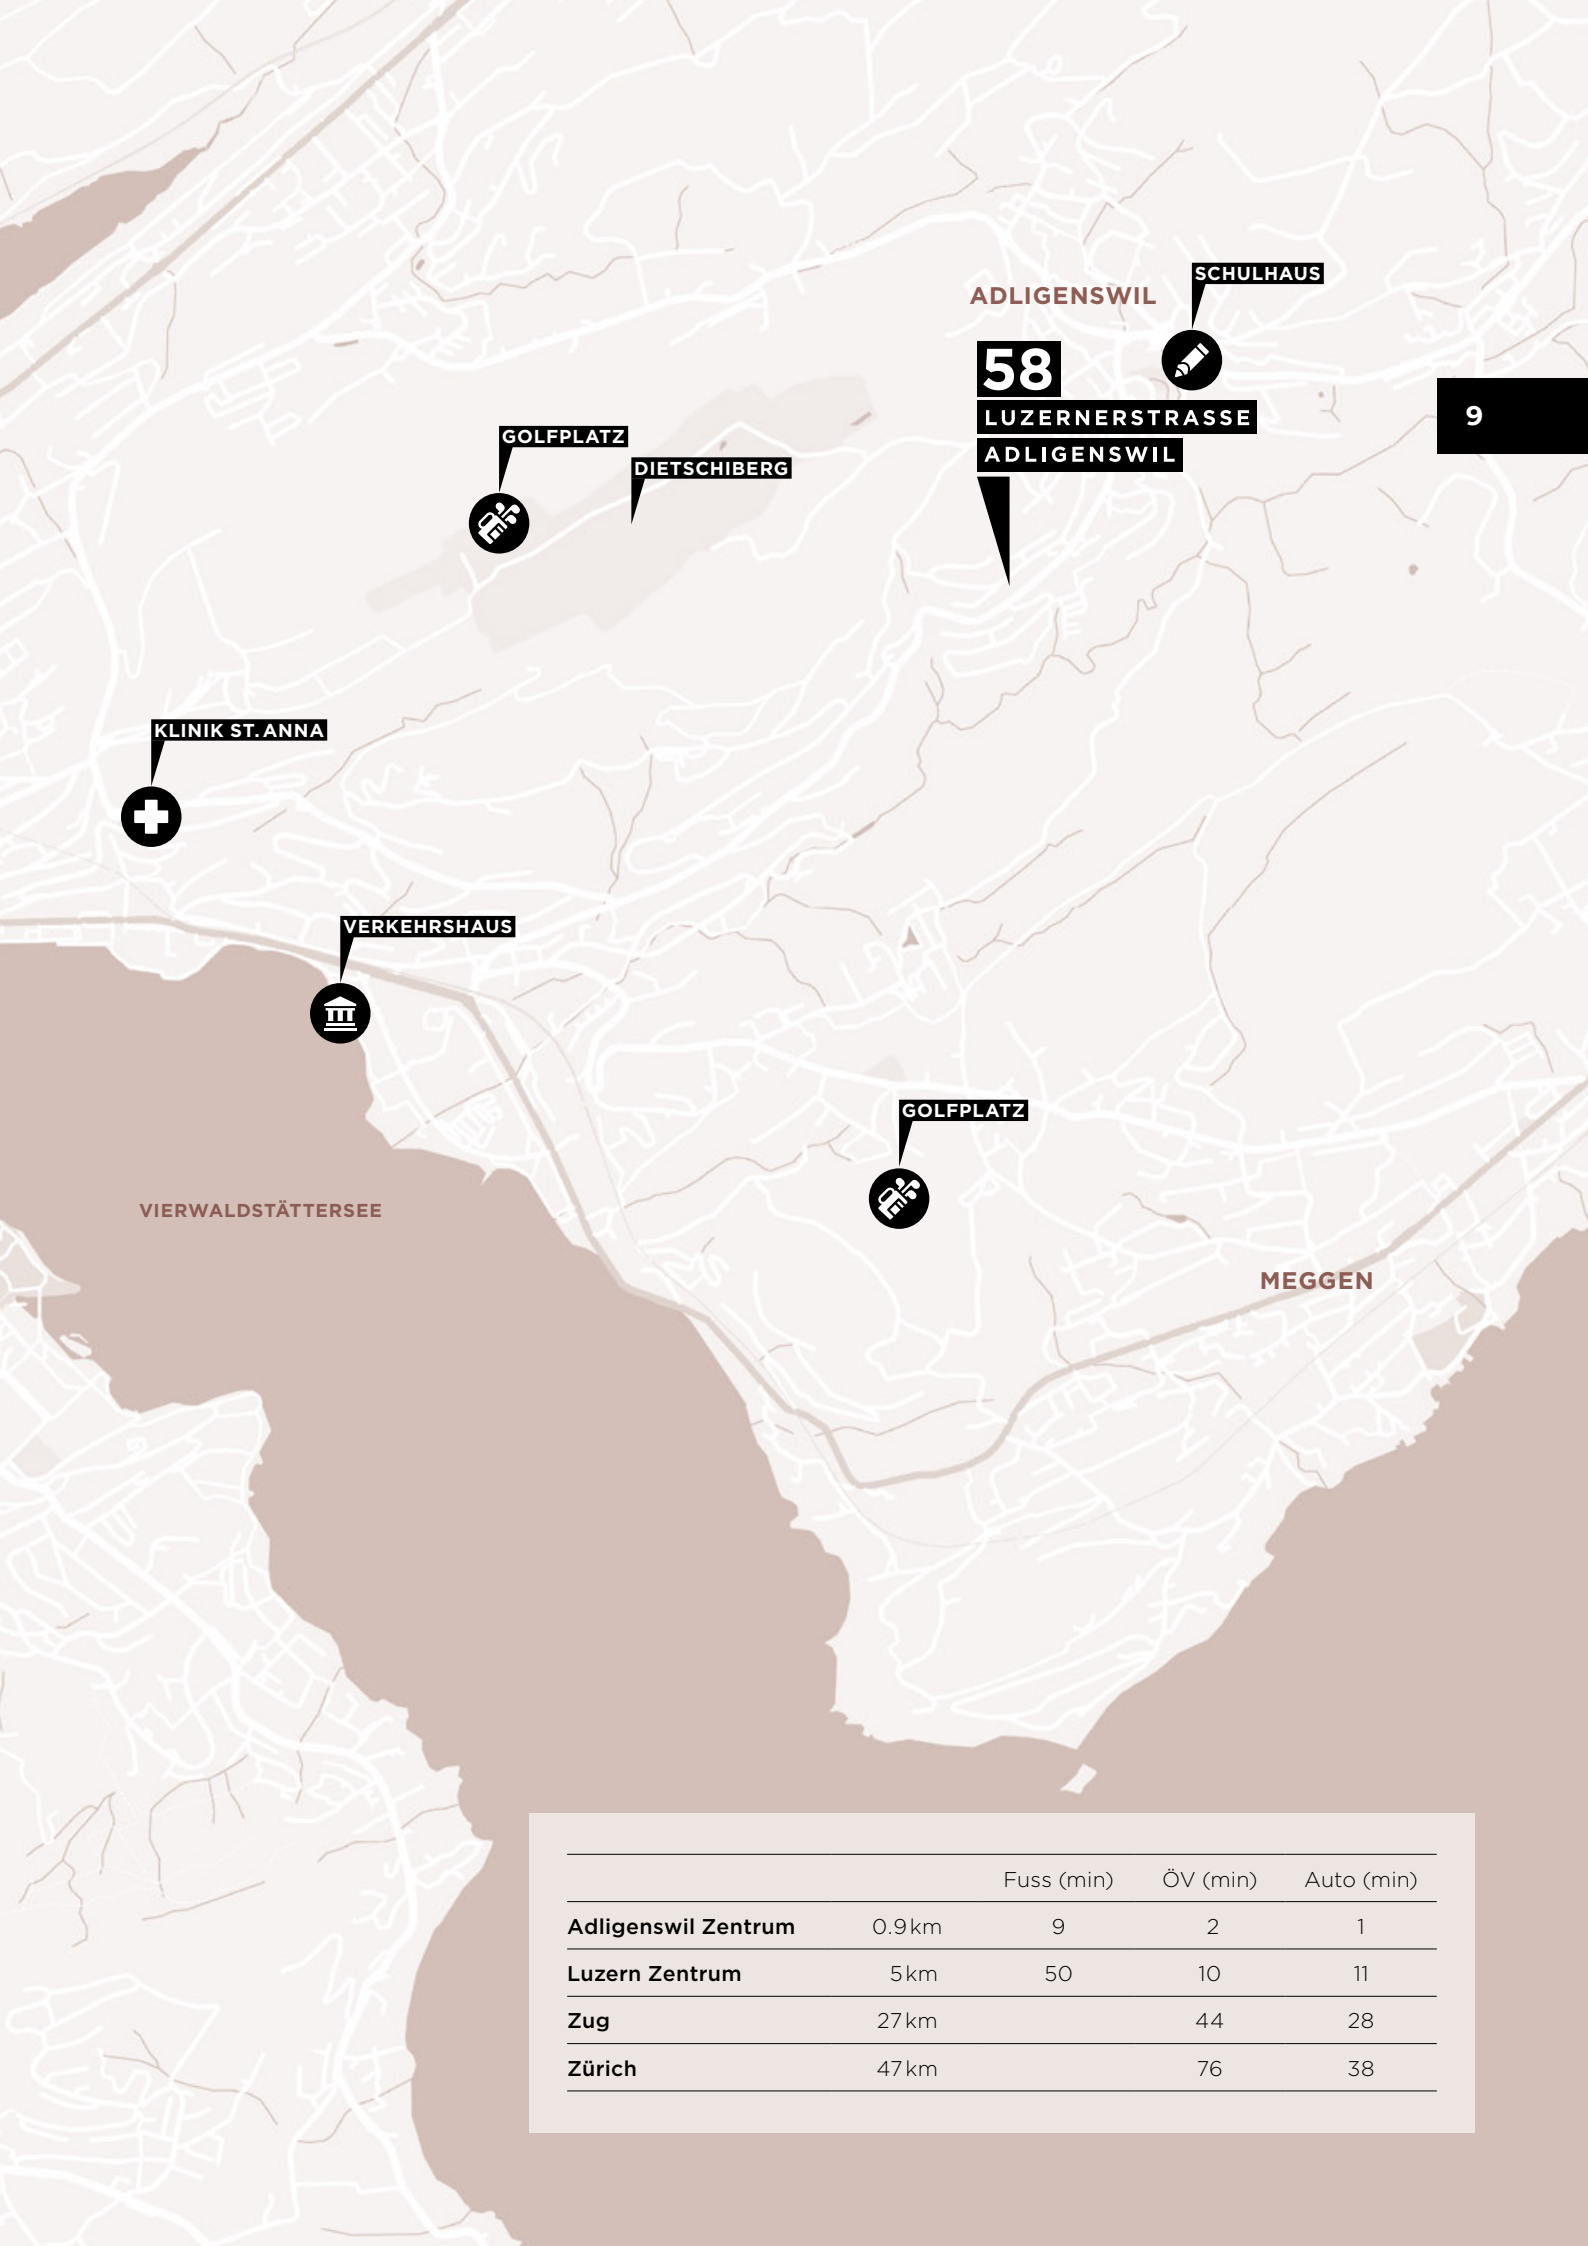 SCHULHAUS
ADLIGENSWIL
58
LUZERNERSTRASSE
ADLIGENSWIL
9
GOLFPLATZ
DIETSCHIBERG
KLINIK ST. ANNA
VERKEHRSHAUS
GOLFPLATZ
VIERWALDSTÄTTERSEE
MEGGEN
Fuss (min) ÖV (min) Auto (min)
Adligenswil Zentrum 0.9 km 9 2 1
Luzern Zentrum 5 km 50 10 11
Zug 27 km 44 28
Zürich 47 km 76 38